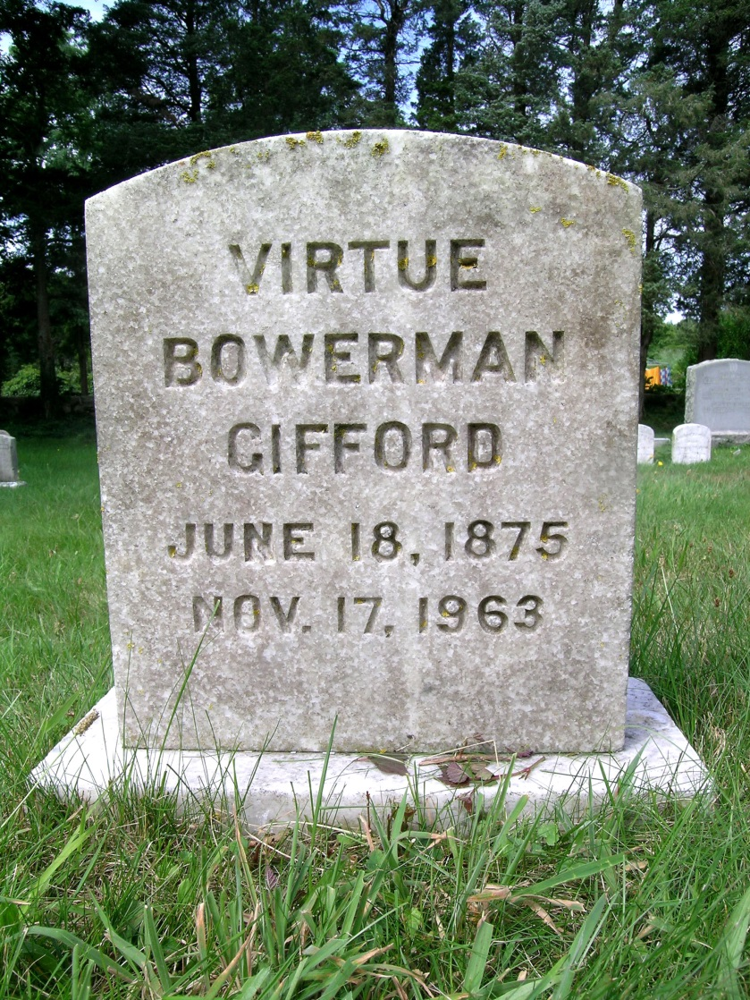 VIRTUE
BOWERMAN
GIFFORD
JUNE 18, 1875
NOV. 17, 1963